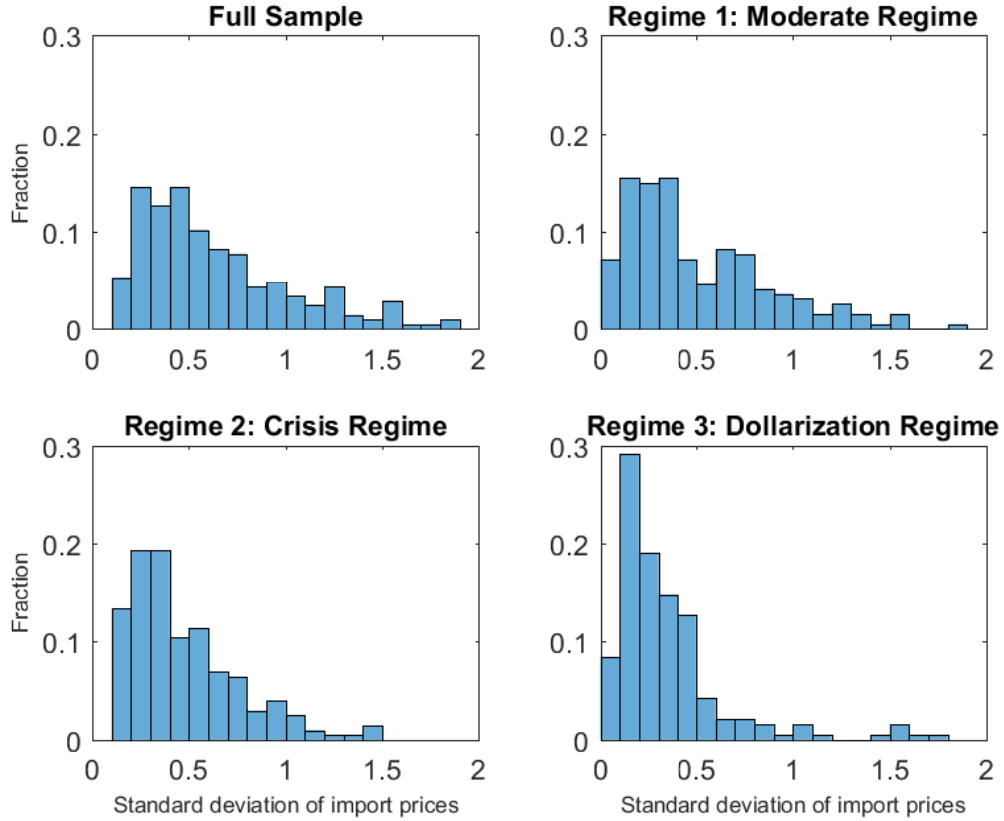 Full Sample
0.3
0.2
0.1
0
Fraction
0 0.5 1 1.5 2
Regime 1: Moderate Regime
0.3
0.2
0.1
0
0 0.5 1 1.5 2
Regime 2: Crisis Regime
0.3
0.2
0.1
0
Fraction
0 0.5 1 1.5 2
Standard deviation of import prices
Regime 3: Dollarization Regime
0.3
0.2
0.1
0
0 0.5 1 1.5 2
Standard deviation of import prices